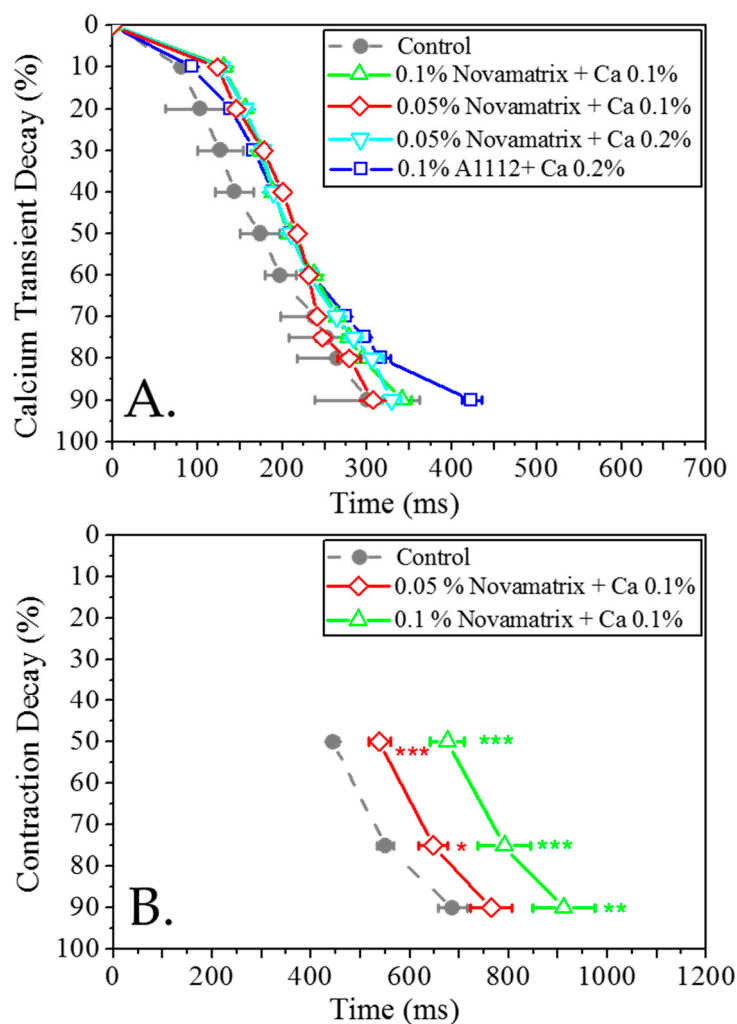 0
10
20
30
40
50
60
70
80
90
100
Calcium Transient Decay (%)
Control
0.1% Novamatrix + Ca 0.1%
0.05% Novamatrix + Ca 0.1%
0.05% Novamatrix + Ca 0.2%
0.1% A1112+ Ca 0.2%
A.
0 100 200 300 400 500 600 700
Time (ms)
0
10
20
30
40
50
60
70
80
90
100
Contraction Decay (%)
Control
0.05 % Novamatrix + Ca 0.1%
0.1 % Novamatrix + Ca 0.1%
*** ***
* ***
**
B.
0 200 400 600 800 1000 1200
Time (ms)